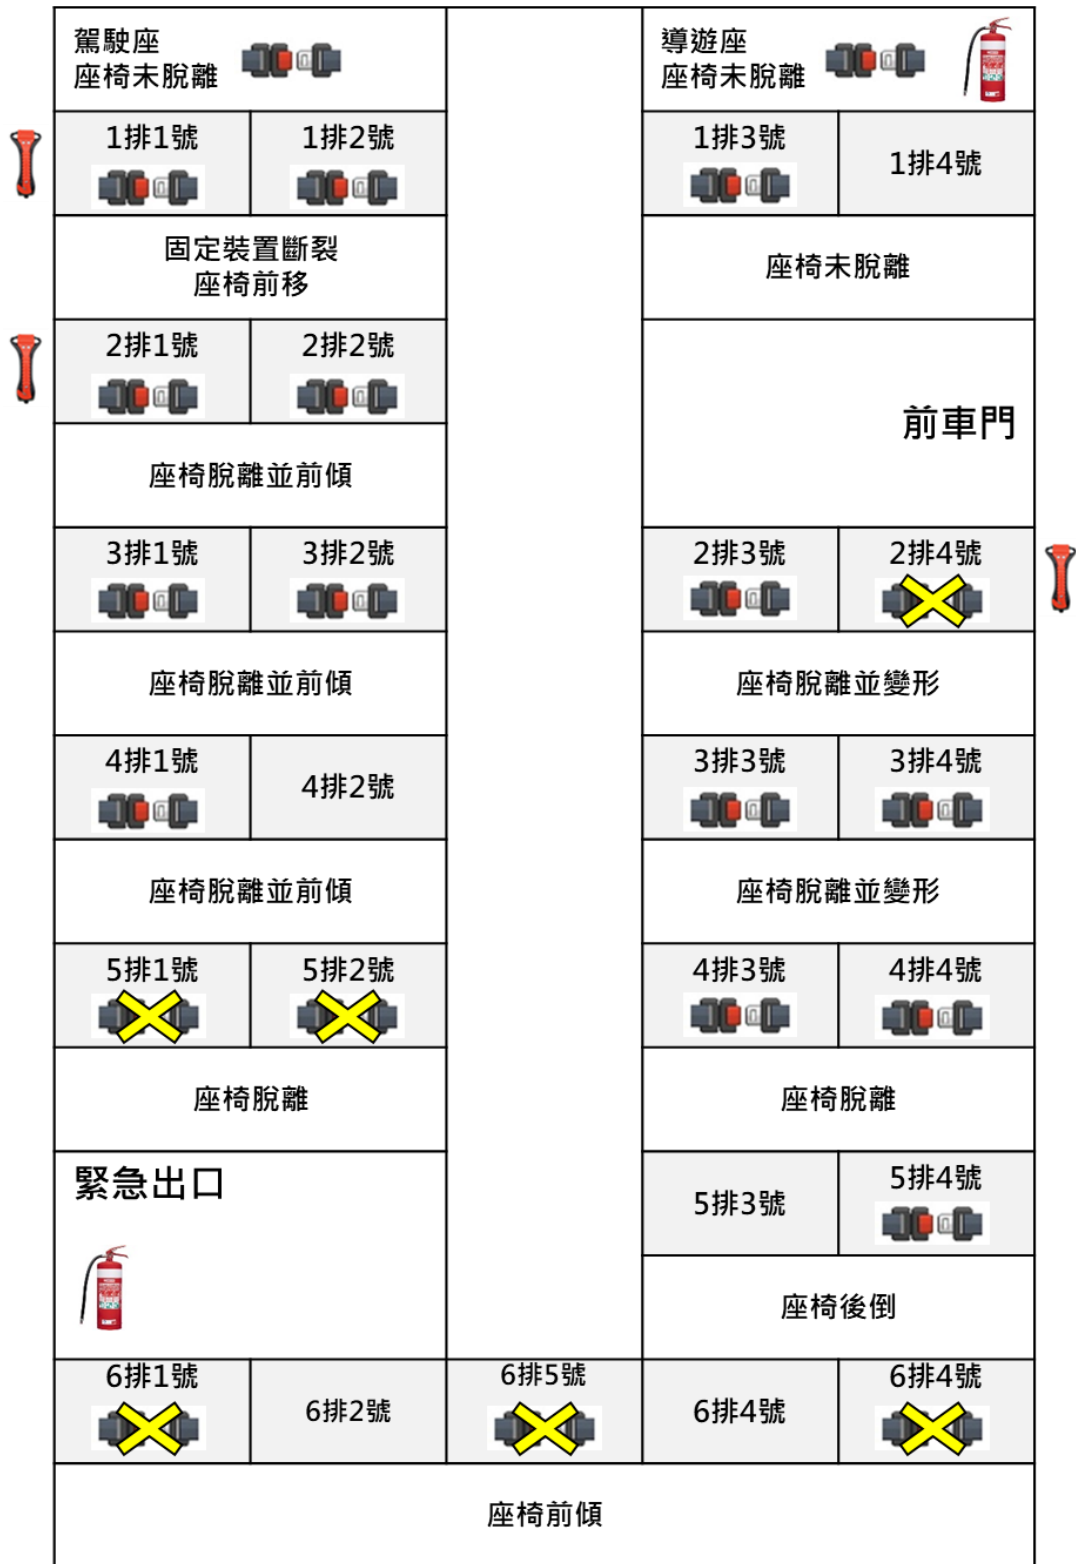 駕駛座
座椅未脫離
導遊座
座椅未脫離
1排1號
1排2號
1排3號
1排4號
固定裝置斷裂
座椅前移
座椅未脫離
2排1號
2排2號
前車門
座椅脫離並前傾
3排1號
3排2號
2排3號
2排4號
座椅脫離並前傾
座椅脫離並變形
4排1號
4排2號
3排3號
3排4號
座椅脫離並前傾
座椅脫離並變形
5排1號
5排2號
4排3號
4排4號
座椅脫離
座椅脫離
緊急出口
5排3號
5排4號
座椅後倒
6排1號
6排2號
6排5號
6排4號
6排4號
座椅前傾